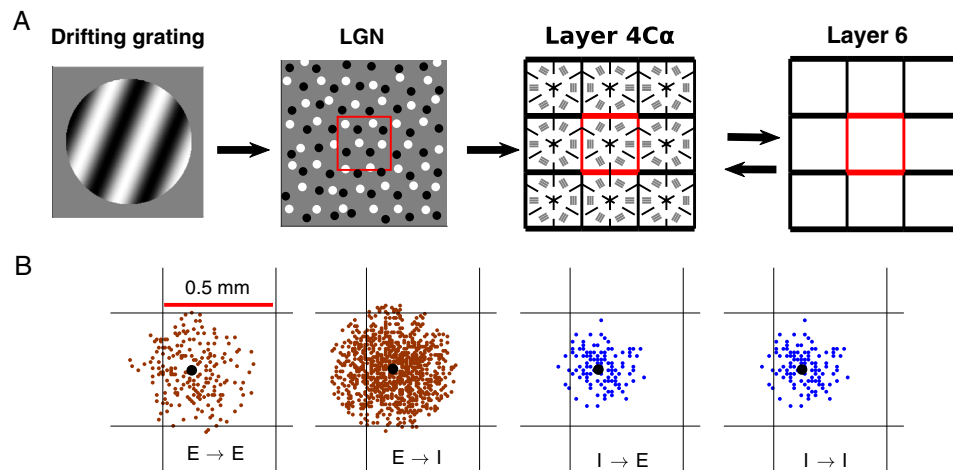 A
Drifting grating
LGN
Layer 4Cα
Layer 6
B
0.5 mm
E → E
E → I
I → E
I → I